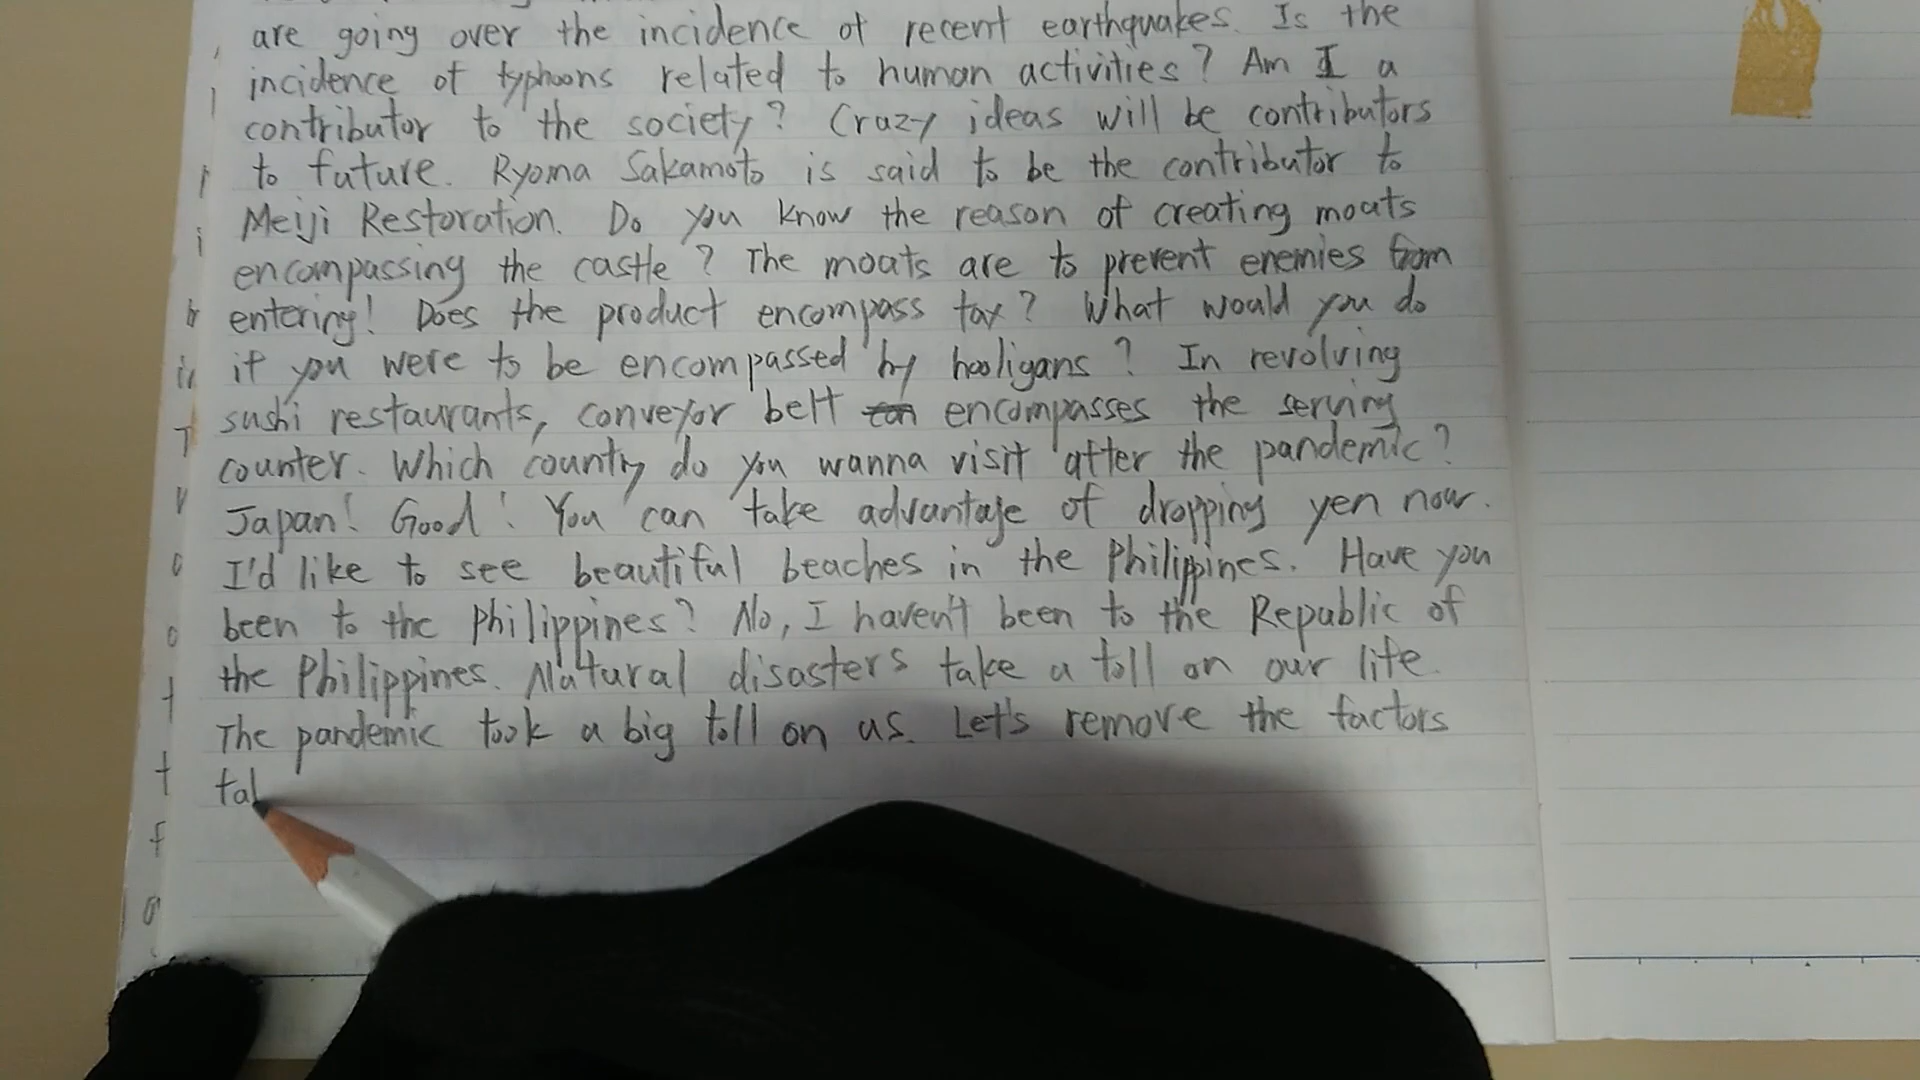 are going over the incidence of recent earthquakes. Is the
incidence of typhoons related to human activities? Am I a
contributor to the society? Crazy ideas will be contributors
to future. Ryoma Sakamoto is said to be the contributor to
Meiji Restoration. Do you know the reason of creating moats
encompassing the castle? The moats are to prevent enemies from
entering! Does the product encompass tax? What would you do
if you were to be encompassed by hooligans? In revolving
sushi restaurants, conveyor belt encompasses the serving
counter. Which country do you wanna visit after the pandemic?
Japan! Good! You can take advantage of dropping yen now.
I'd like to see beautiful beaches in the Philippines. Have you
been to the Philippines? No, I haven't been to the Republic of
the Philippines. Natural disasters take a toll on our life.
The pandemic took a big toll on us. Let's remove the factors
tak